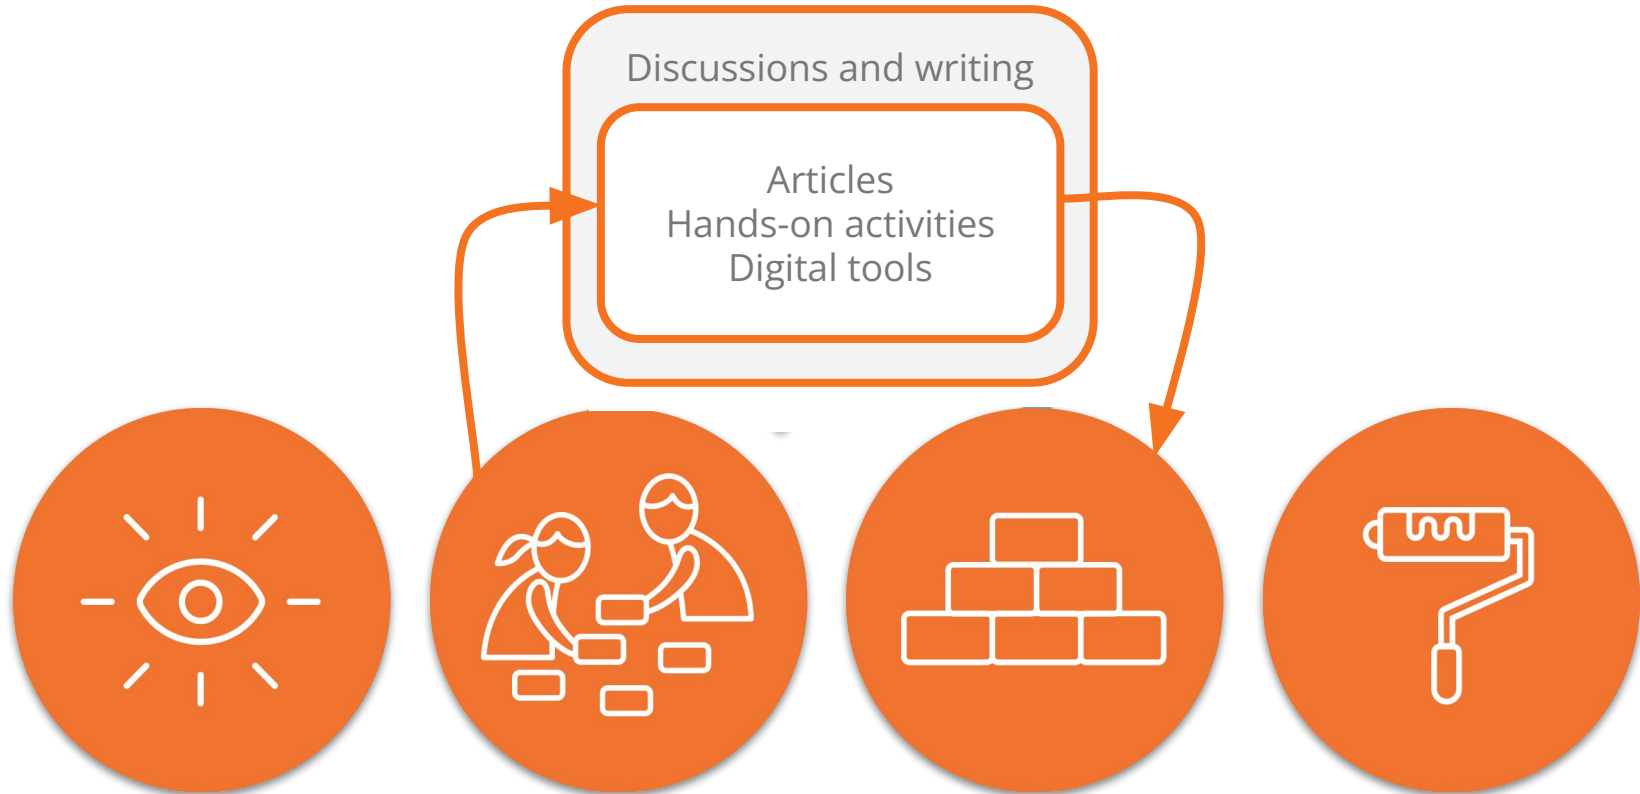 Discussions and writing
Articles
Hands-on activities
Digital tools